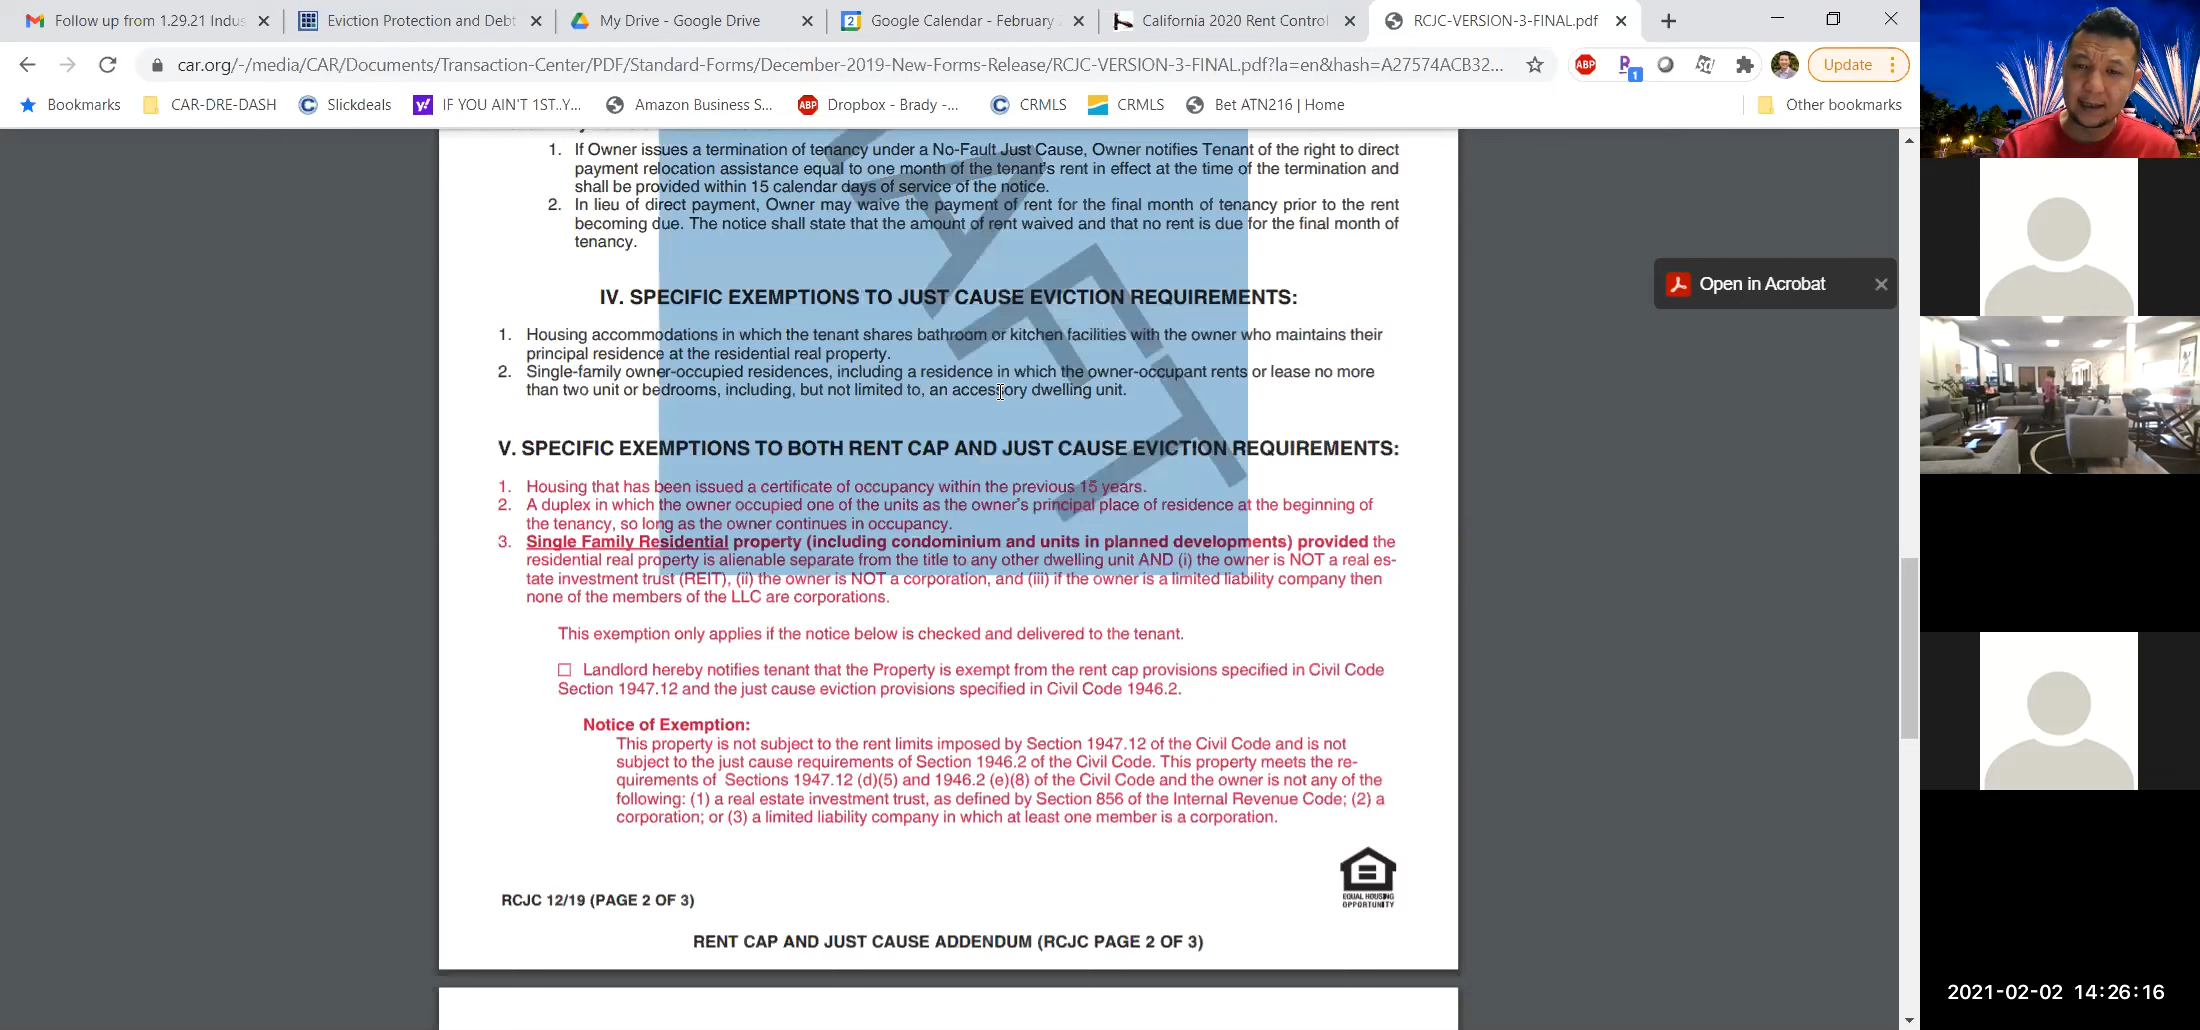 Follow up from 1.29.21 Indus
Eviction Protection and Debt
My Drive - Google Drive
Google Calendar - February
California 2020 Rent Control
RCJC-VERSION-3-FINAL.pdf
car.org/-/media/CAR/Documents/Transaction-Center/PDF/Standard-Forms/December-2019-New-Forms-Release/RCJC-VERSION-3-FINAL.pdf?la=en&hash=A27574ACB32...
ABP
1
Update
Bookmarks
CAR-DRE-DASH
Slickdeals
IF YOU AIN'T 1ST..Y...
Amazon Business S...
ABP
Dropbox - Brady -...
CRMLS
CRMLS
Bet ATN216 | Home
Other bookmarks
1. If Owner issues a termination of tenancy under a No-Fault Just Cause, Owner notifies Tenant of the right to direct
payment relocation assistance equal to one month of the tenant's rent in effect at the time of the termination and
shall be provided within 15 calendar days of service of the notice.
2. In lieu of direct payment, Owner may waive the payment of rent for the final month of tenancy prior to the rent
becoming due. The notice shall state that the amount of rent waived and that no rent is due for the final month of
tenancy.
Open in Acrobat
IV. SPECIFIC EXEMPTIONS TO JUST CAUSE EVICTION REQUIREMENTS:
1. Housing accommodations in which the tenant shares bathroom or kitchen facilities with the owner who maintains their
principal residence at the residential real property.
2. Single-family owner-occupied residences, including a residence in which the owner-occupant rents or lease no more
than two unit or bedrooms, including, but not limited to, an accessory dwelling unit.
AFT
V. SPECIFIC EXEMPTIONS TO BOTH RENT CAP AND JUST CAUSE EVICTION REQUIREMENTS:
1. Housing that has been issued a certificate of occupancy within the previous 15 years.
2. A duplex in which the owner occupied one of the units as the owner's principal place of residence at the beginning of
the tenancy, so long as the owner continues in occupancy.
3. Single Family Residential property (including condominium and units in planned developments) provided the
residential real property is alienable separate from the title to any other dwelling unit AND (i) the owner is NOT a real es-
tate investment trust (REIT), (ii) the owner is NOT a corporation, and (iii) if the owner is a limited liability company then
none of the members of the LLC are corporations.
This exemption only applies if the notice below is checked and delivered to the tenant.
☐ Landlord hereby notifies tenant that the Property is exempt from the rent cap provisions specified in Civil Code
Section 1947.12 and the just cause eviction provisions specified in Civil Code 1946.2.
Notice of Exemption:
This property is not subject to the rent limits imposed by Section 1947.12 of the Civil Code and is not
subject to the just cause requirements of Section 1946.2 of the Civil Code. This property meets the re-
quirements of Sections 1947.12 (d)(5) and 1946.2 (e)(8) of the Civil Code and the owner is not any of the
following: (1) a real estate investment trust, as defined by Section 856 of the Internal Revenue Code; (2) a
corporation; or (3) a limited liability company in which at least one member is a corporation.
EQUAL HOUSING
OPPORTUNITY
RCJC 12/19 (PAGE 2 OF 3)
RENT CAP AND JUST CAUSE ADDENDUM (RCJC PAGE 2 OF 3)
2021-02-02 14:26:16